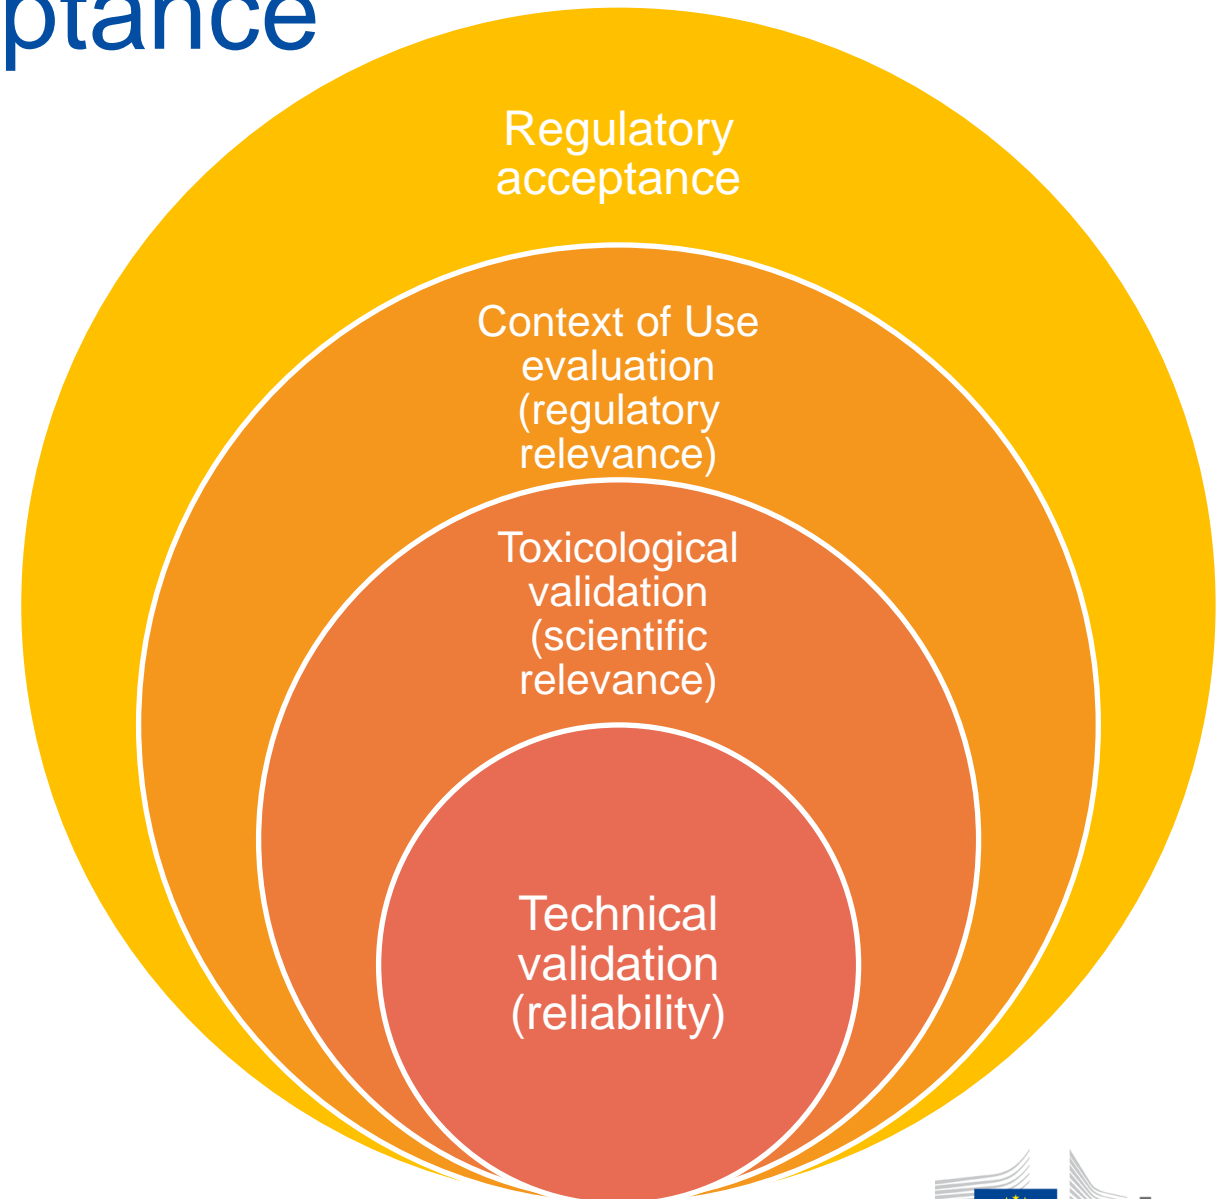 ptance
Regulatory
acceptance
Context of Use
evaluation
(regulatory
relevance)
Toxicological
validation
(scientific
relevance)
Technical
validation
(reliability)